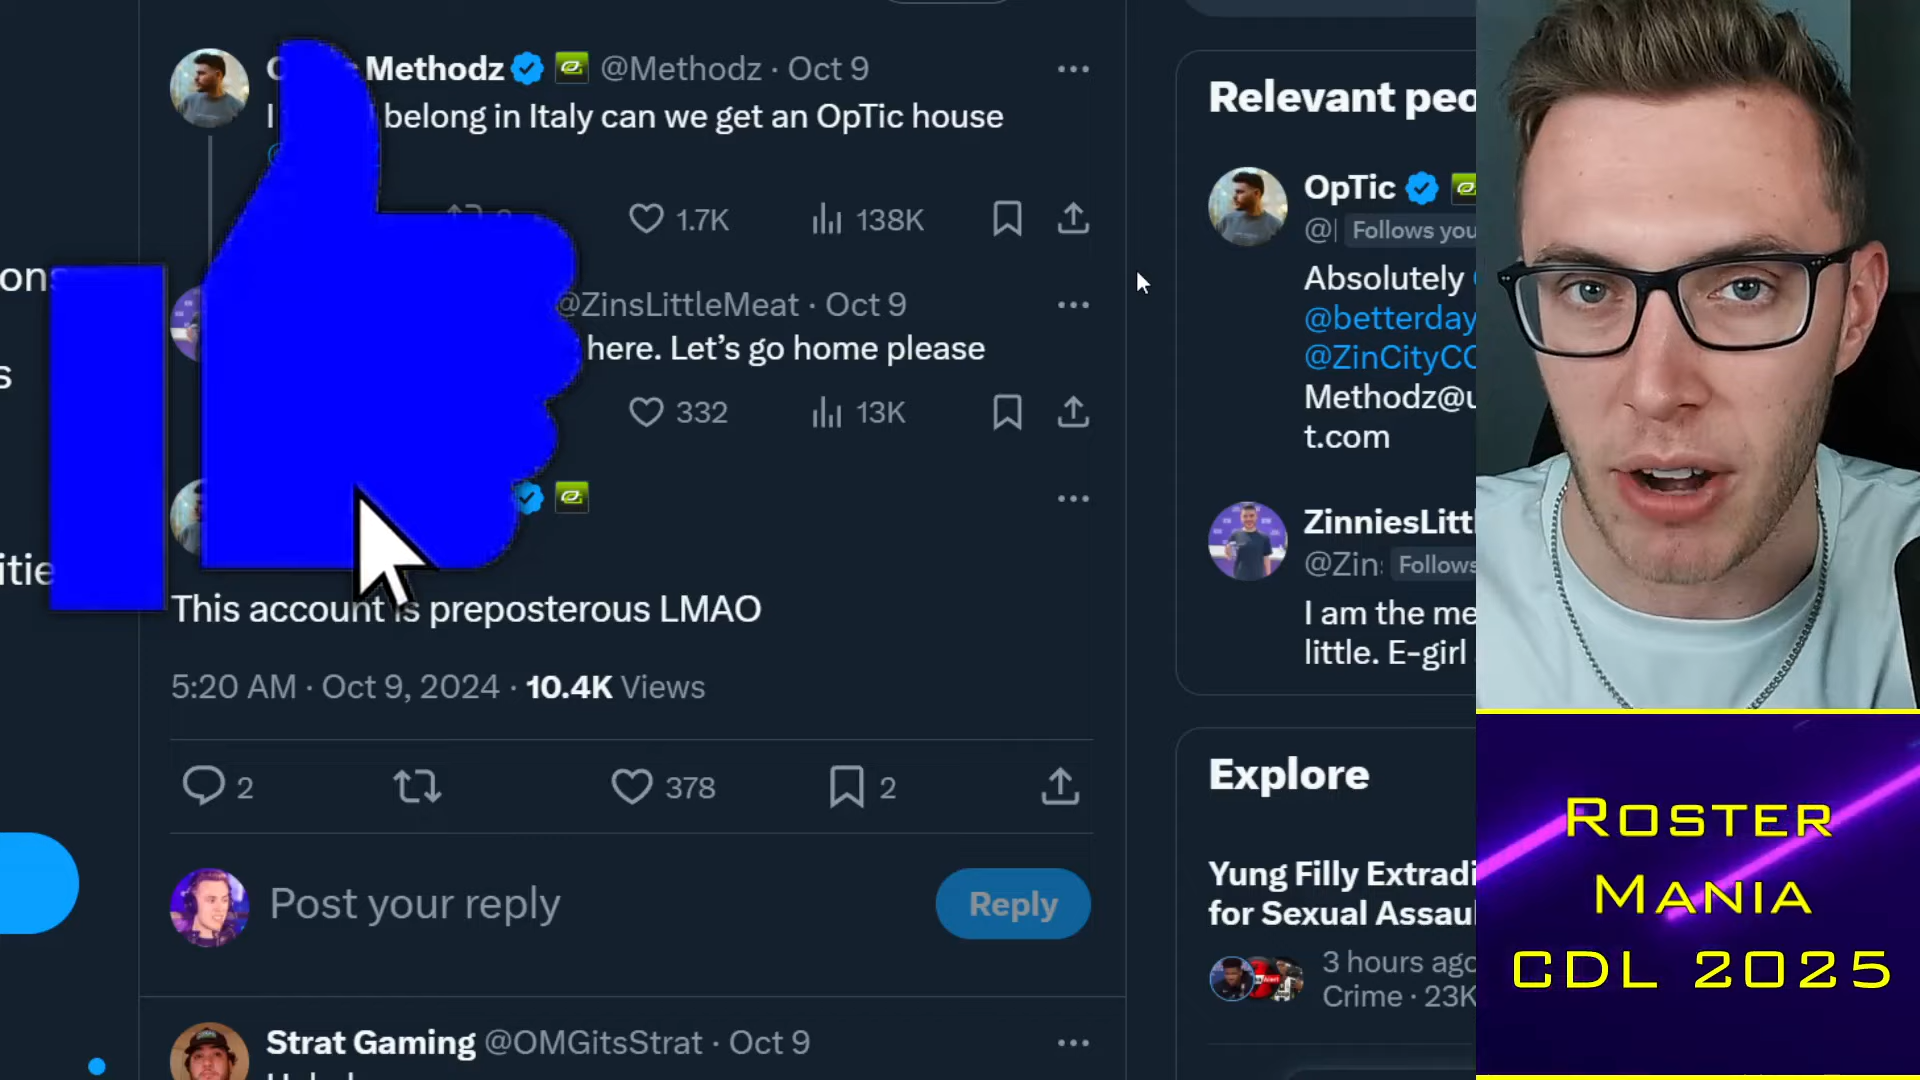 Methodz @Methodz · Oct 9
I belong in Italy can we get an OpTic house
1.7K 138K
@ZinsLittleMeat · Oct 9
here. Let's go home please
332 13K
This account is preposterous LMAO
5:20 AM · Oct 9, 2024 · 10.4K Views
2 378 2
Post your reply Reply
Strat Gaming @OMGitsStrat · Oct 9
Relevant peo
OpTic
@ Follows you
Absolutely
@betterday
@ZinCityCC
Methodz@u
t.com
ZinniesLittl
@Zin Follows
I am the me
little. E-girl
Explore
Yung Filly Extradi
for Sexual Assau
3 hours ago
Crime · 23K
Roster
Mania
CDL 2025